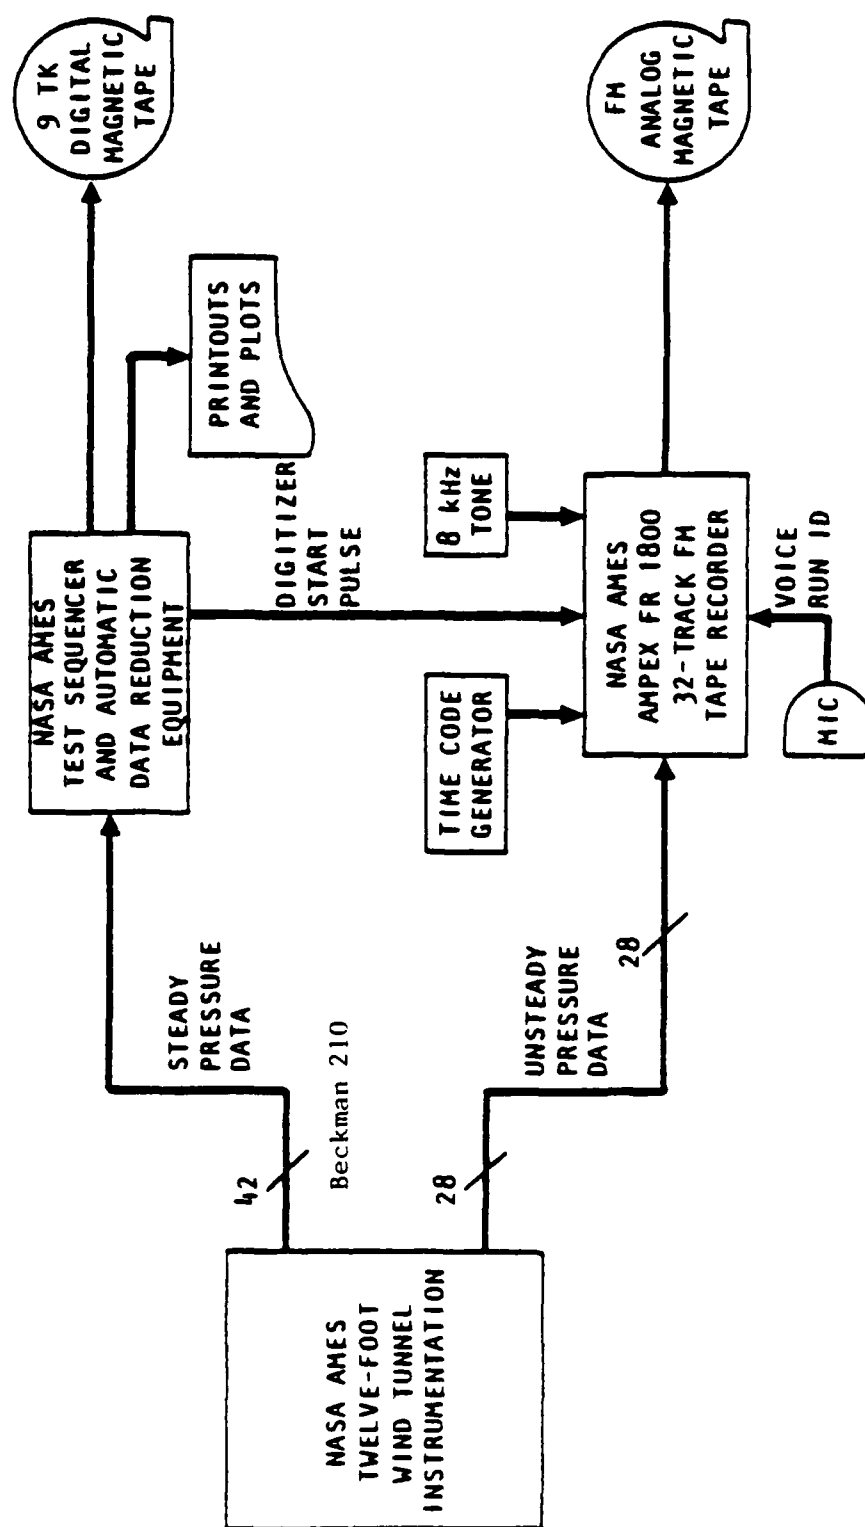 NASA AMES
TWELVE-FOOT
WIND TUNNEL
INSTRUMENTATION
42
Beckman 210
STEADY
PRESSURE
DATA
NASA AMES
TEST SEQUENCER
AND AUTOMATIC
DATA REDUCTION
EQUIPMENT
9 TK
DIGITAL
MAGNETIC
TAPE
PRINTOUTS
AND PLOTS
DIGITIZER
START
PULSE
28
UNSTEADY
PRESSURE
DATA
28
TIME CODE
GENERATOR
8 kHz
TONE
NASA AMES
AMPEX FR 1800
32-TRACK FM
TAPE RECORDER
FM
ANALOG
MAGNETIC
TAPE
MIC
VOICE
RUN ID